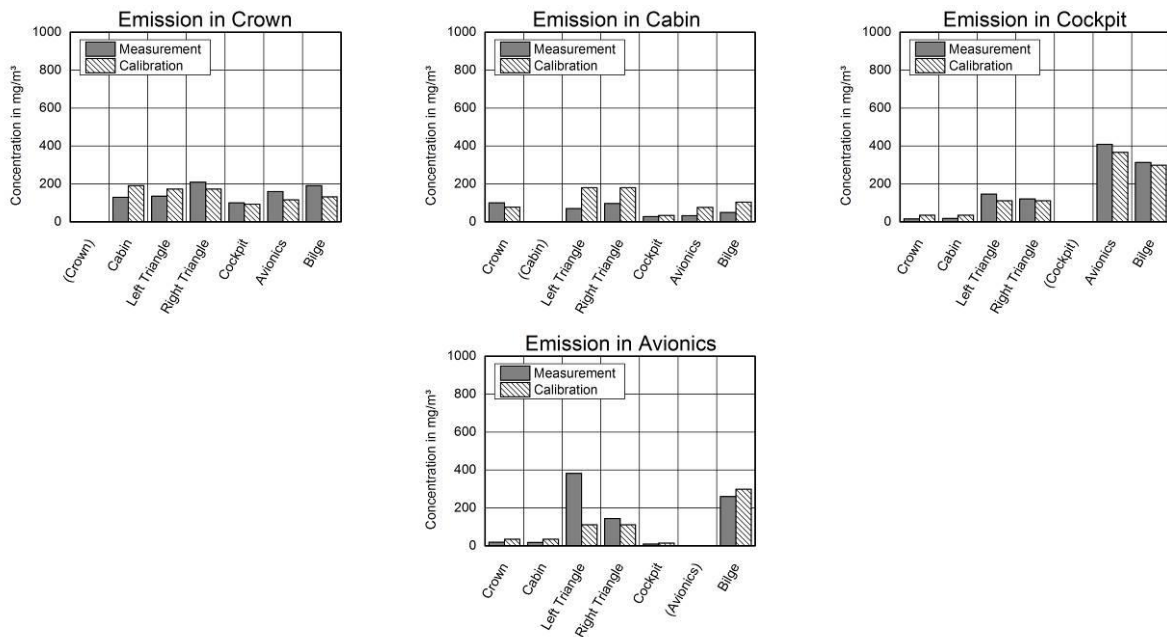 Emission in Crown
Concentration in mg/m³
1000
800
600
400
200
0
Measurement
Calibration
(Crown)
Cabin
Left Triangle
Right Triangle
Cockpit
Avionics
Bilge
Emission in Cabin
Concentration in mg/m³
1000
800
600
400
200
0
Measurement
Calibration
Crown
(Cabin)
Left Triangle
Right Triangle
Cockpit
Avionics
Bilge
Emission in Cockpit
Concentration in mg/m³
1000
800
600
400
200
0
Measurement
Calibration
Crown
Cabin
Left Triangle
Right Triangle
(Cockpit)
Avionics
Bilge
Emission in Avionics
Concentration in mg/m³
1000
800
600
400
200
0
Measurement
Calibration
Crown
Cabin
Left Triangle
Right Triangle
Cockpit
(Avionics)
Bilge